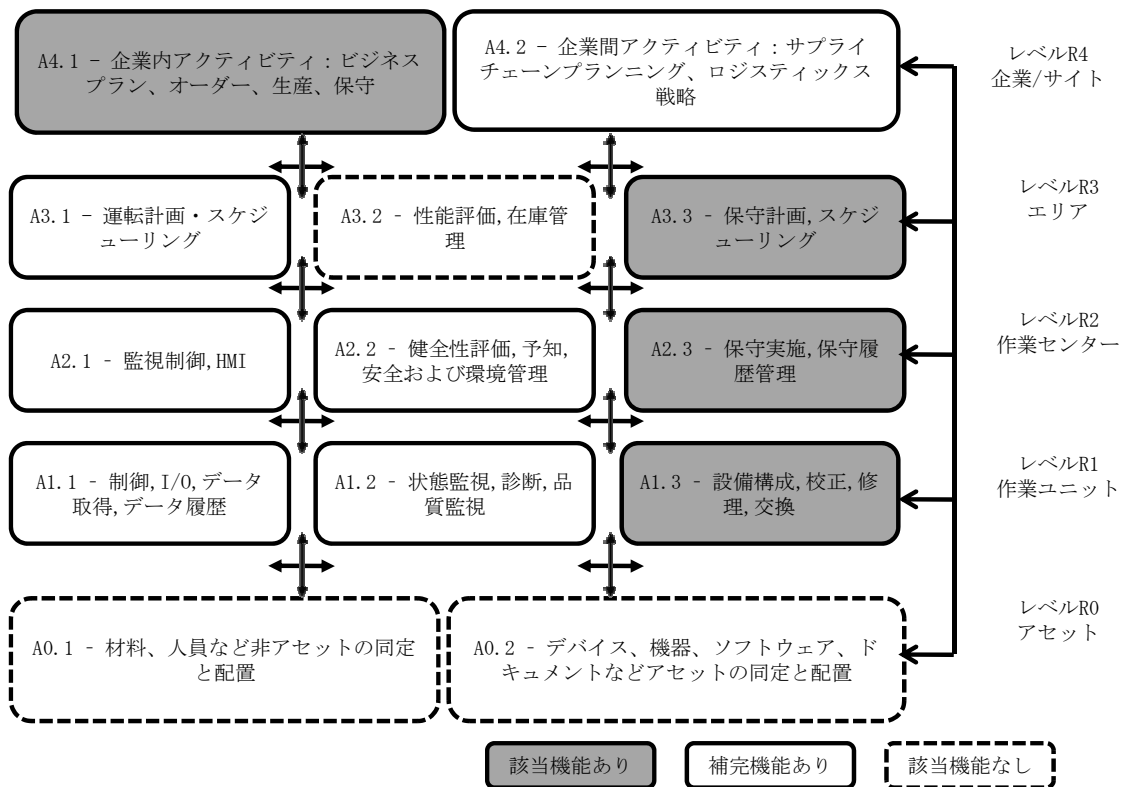 A4.1 - 企業内アクティビティ：ビジネス
プラン、オーダー、生産、保守
A4.2 - 企業間アクティビティ：サプライ
チェーンプランニング、ロジスティックス
戦略
レベルR4
企業/サイト
A3.1 - 運転計画・スケジ
ューリング
A3.2 - 性能評価,在庫管
理
A3.3 - 保守計画,スケジ
ューリング
レベルR3
エリア
A2.1 - 監視制御,HMI
A2.2 - 健全性評価,予知,
安全および環境管理
A2.3 - 保守実施,保守履
歴管理
レベルR2
作業センター
A1.1 - 制御,I/O,データ
取得,データ履歴
A1.2 - 状態監視,診断,品
質監視
A1.3 - 設備構成,校正,修
理,交換
レベルR1
作業ユニット
A0.1 - 材料、人員など非アセットの同定
と配置
A0.2 - デバイス、機器、ソフトウェア、ド
キュメントなどアセットの同定と配置
レベルR0
アセット
該当機能あり
補完機能あり
該当機能なし